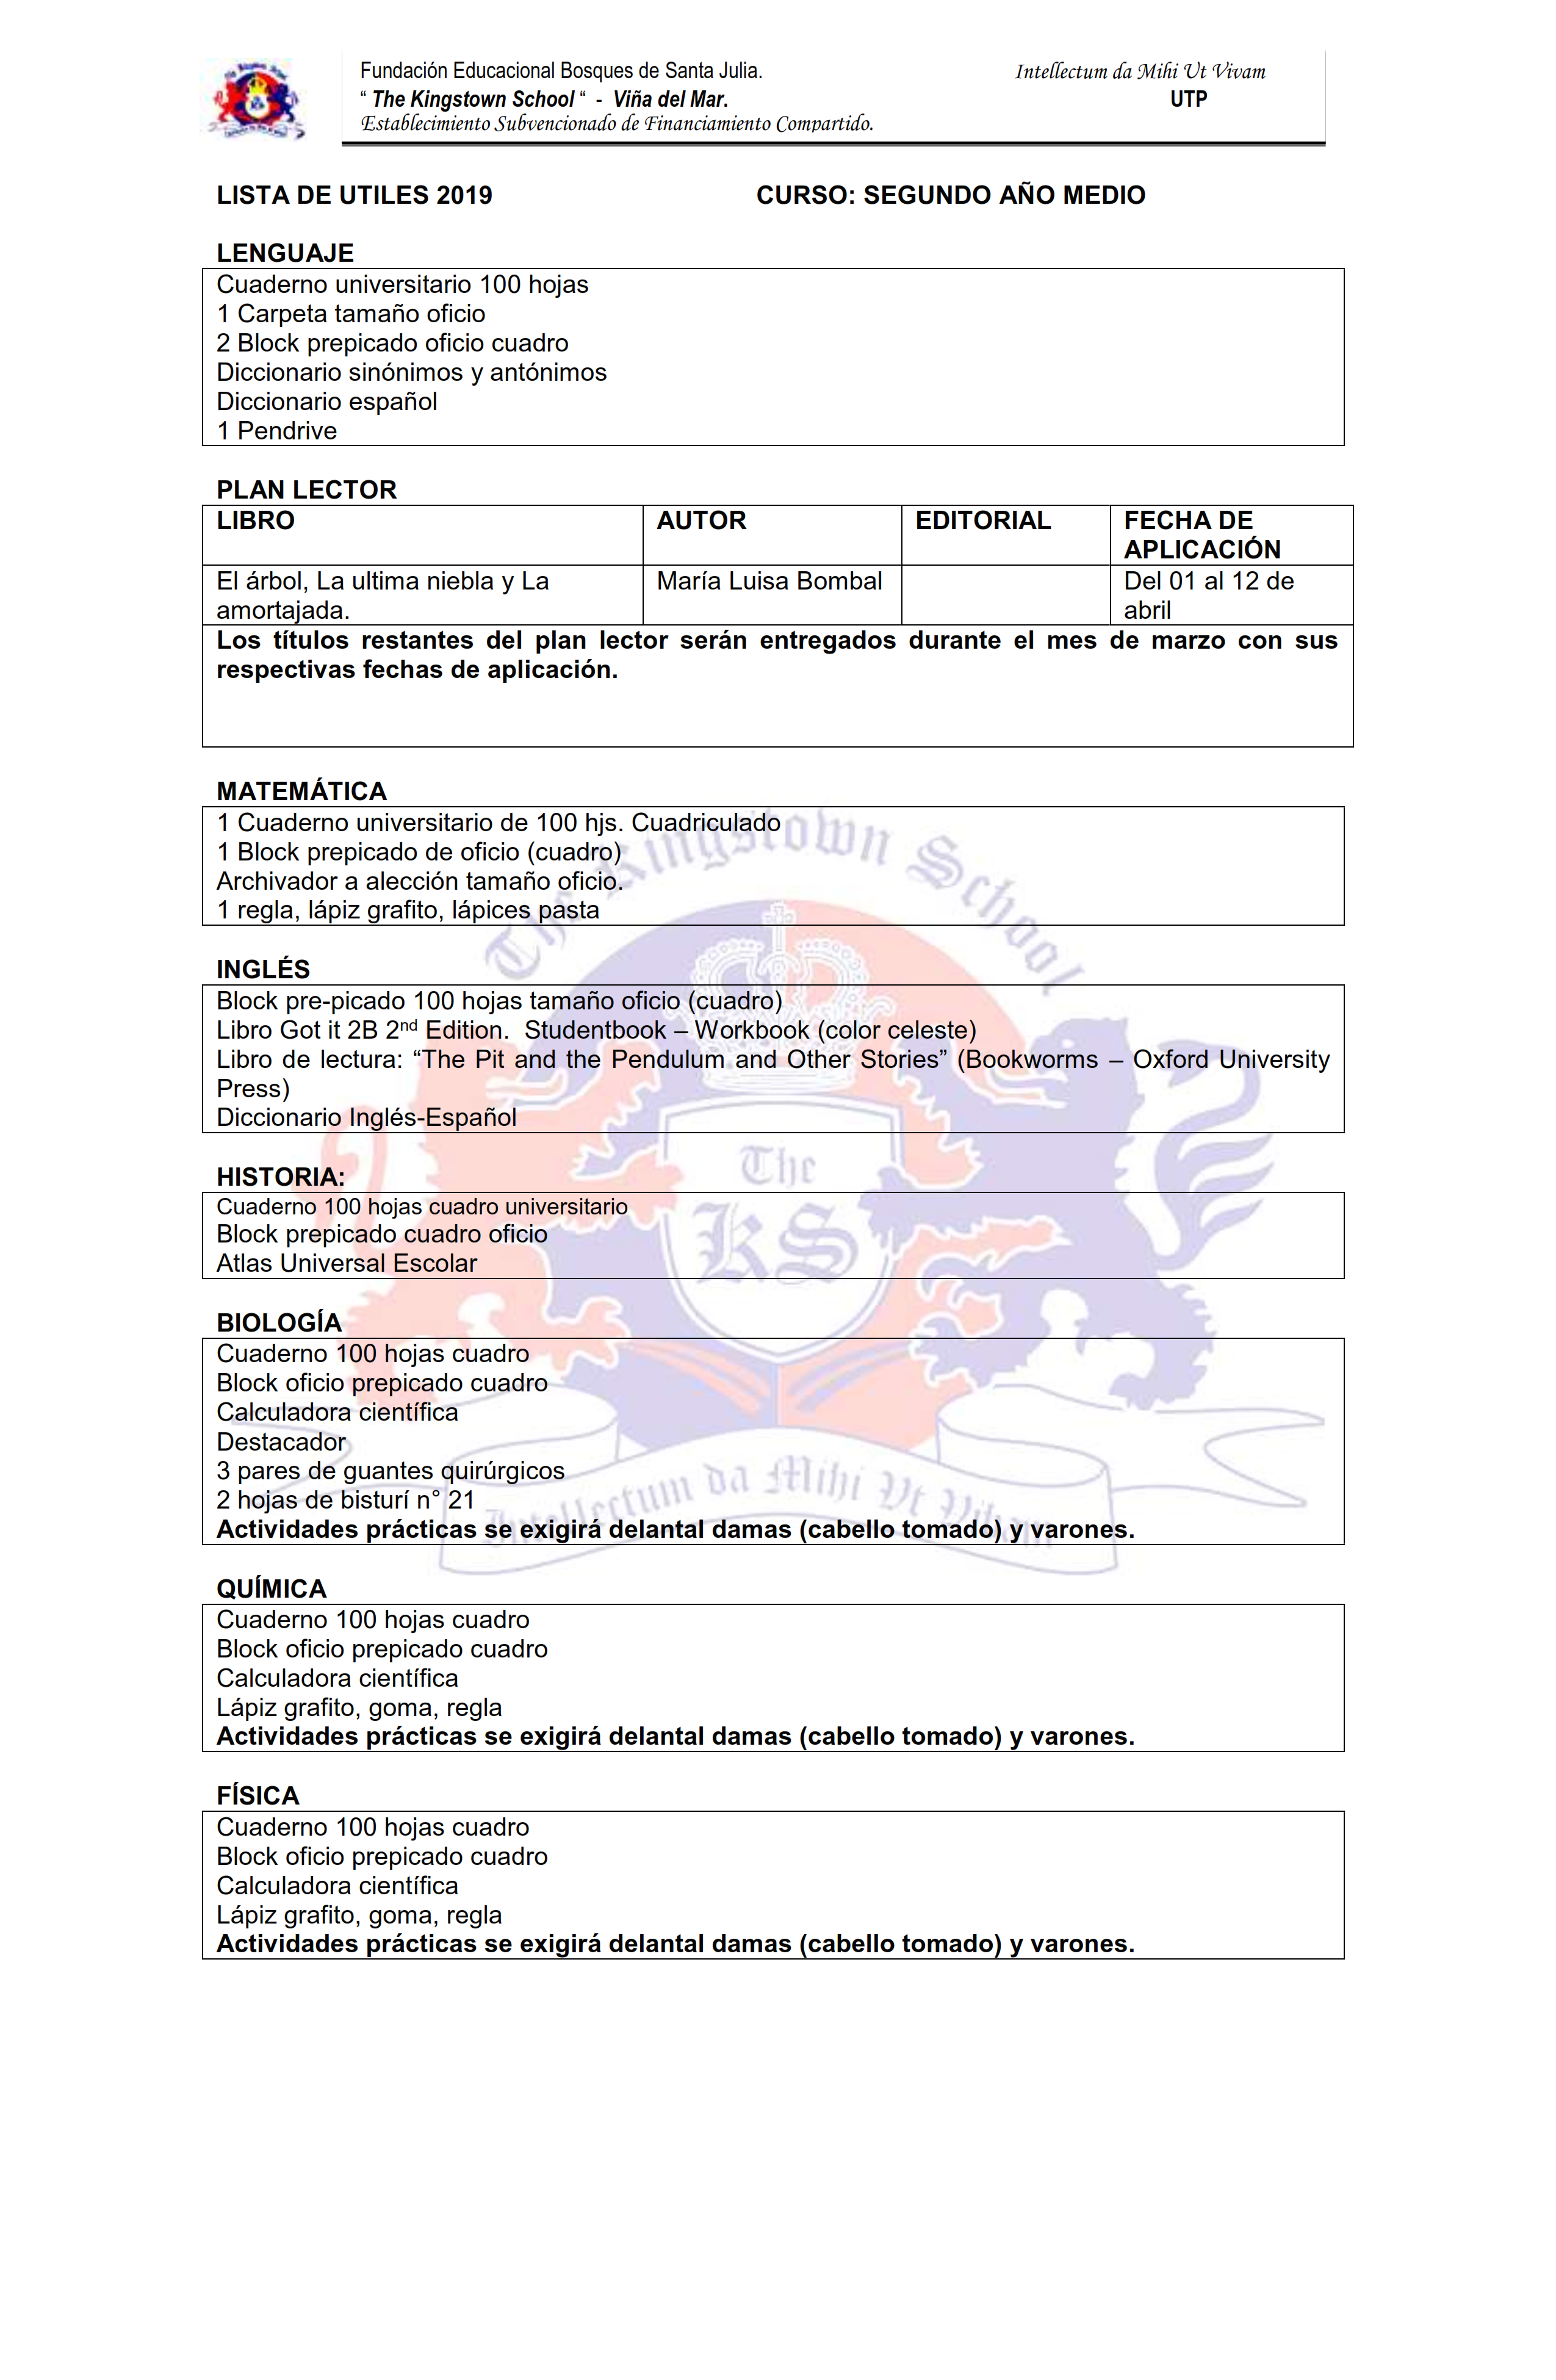 Fundación Educacional Bosques de Santa Julia. Intellectum da Mihi Ut Vivam
“ The Kingstown School “ - Viña del Mar. UTP
Establecimiento Subvencionado de Financiamiento Compartido.
LISTA DE UTILES 2019 CURSO: SEGUNDO AÑO MEDIO
LENGUAJE
Cuaderno universitario 100 hojas
1 Carpeta tamaño oficio
2 Block prepicado oficio cuadro
Diccionario sinónimos y antónimos
Diccionario español
1 Pendrive
PLAN LECTOR
LIBRO AUTOR EDITORIAL FECHA DE
APLICACIÓN
El árbol, La ultima niebla y La María Luisa Bombal Del 01 al 12 de
amortajada. abril
Los títulos restantes del plan lector serán entregados durante el mes de marzo con sus
respectivas fechas de aplicación.
MATEMÁTICA
1 Cuaderno universitario de 100 hjs. Cuadriculado
1 Block prepicado de oficio (cuadro)
Archivador a alección tamaño oficio.
1 regla, lápiz grafito, lápices pasta
The Kingstown School
INGLÉS
Block pre-picado 100 hojas tamaño oficio (cuadro)
Libro Got it 2B 2nd Edition. Studentbook – Workbook (color celeste)
Libro de lectura: “The Pit and the Pendulum and Other Stories” (Bookworms – Oxford University
Press)
Diccionario Inglés-Español
The
KS
HISTORIA:
Cuaderno 100 hojas cuadro universitario
Block prepicado cuadro oficio
Atlas Universal Escolar
BIOLOGÍA
Cuaderno 100 hojas cuadro
Block oficio prepicado cuadro
Calculadora científica
Destacador
3 pares de guantes quirúrgicos
2 hojas de bisturí n° 21
Actividades prácticas se exigirá delantal damas (cabello tomado) y varones.
Intellectum da Mihi Vt Vivam
QUÍMICA
Cuaderno 100 hojas cuadro
Block oficio prepicado cuadro
Calculadora científica
Lápiz grafito, goma, regla
Actividades prácticas se exigirá delantal damas (cabello tomado) y varones.
FÍSICA
Cuaderno 100 hojas cuadro
Block oficio prepicado cuadro
Calculadora científica
Lápiz grafito, goma, regla
Actividades prácticas se exigirá delantal damas (cabello tomado) y varones.